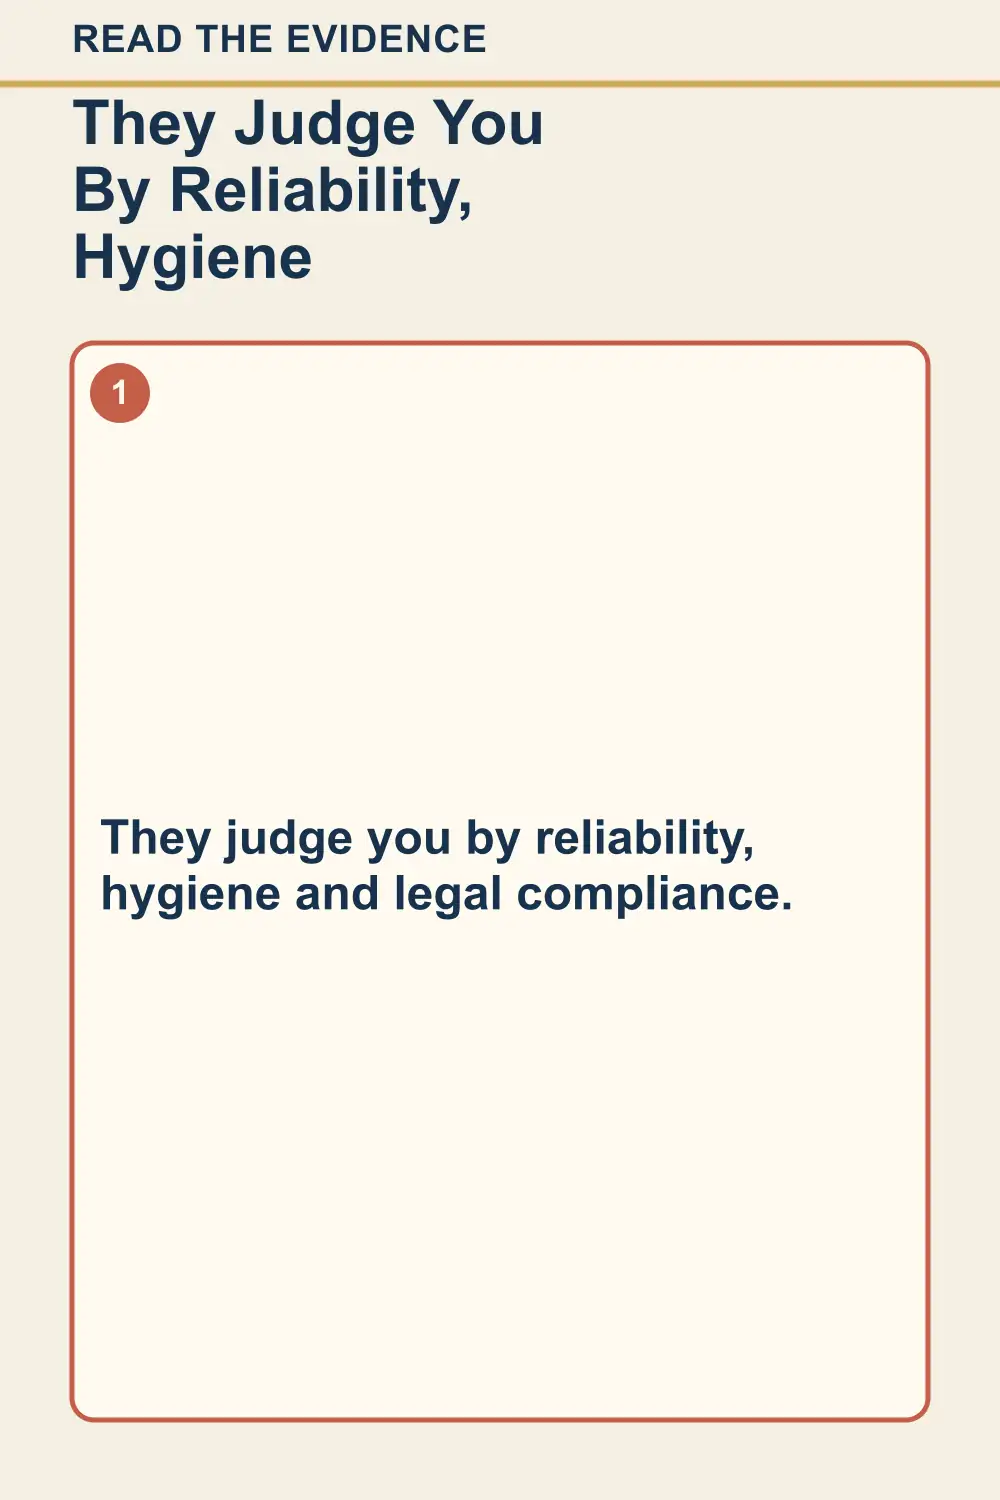 READ THE EVIDENCE
They Judge You
By Reliability,
Hygiene
1
They judge you by reliability,
hygiene and legal compliance.